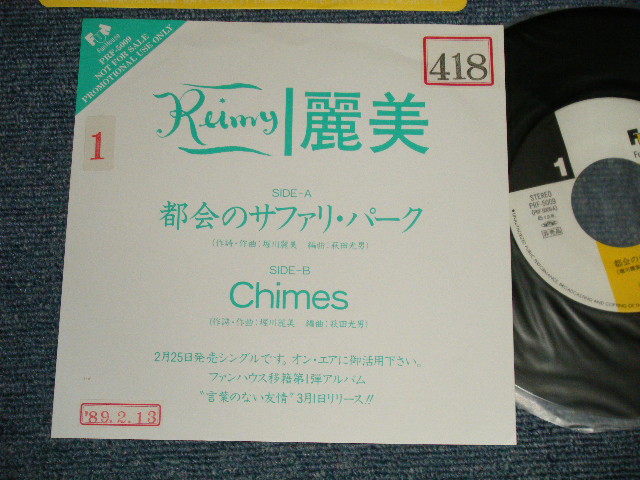 funhouse
PRF-5009
NOT FOR SALE
PROMOTIONAL USE ONLY
418
1
Reimy 麗美
SIDE-A
都会のサファリ・パーク
(作詩・作曲:堀川麗美 編曲:萩田光男)
SIDE-B
Chimes
(作詩・作曲:堀川麗美 編曲:萩田光男)
2月25日発売シングルです。オン・エアに御活用下さい。
ファンハウス移籍第1弾アルバム
“言葉のない友情”3月1日リリース!!
'89.2.13
1
STEREO
PRF-5009
都会の